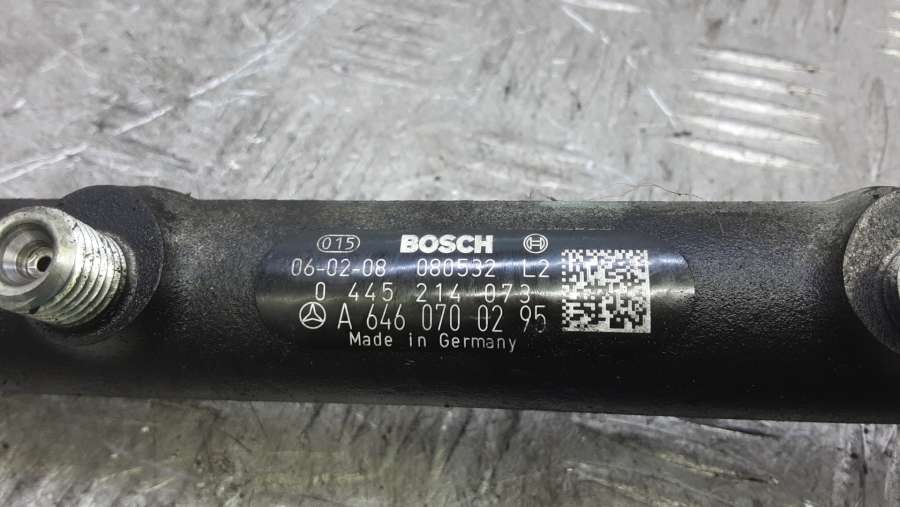 015 BOSCH
06-02-08 080532 L2
0 445 214 073
A 646 070 02 95
Made in Germany